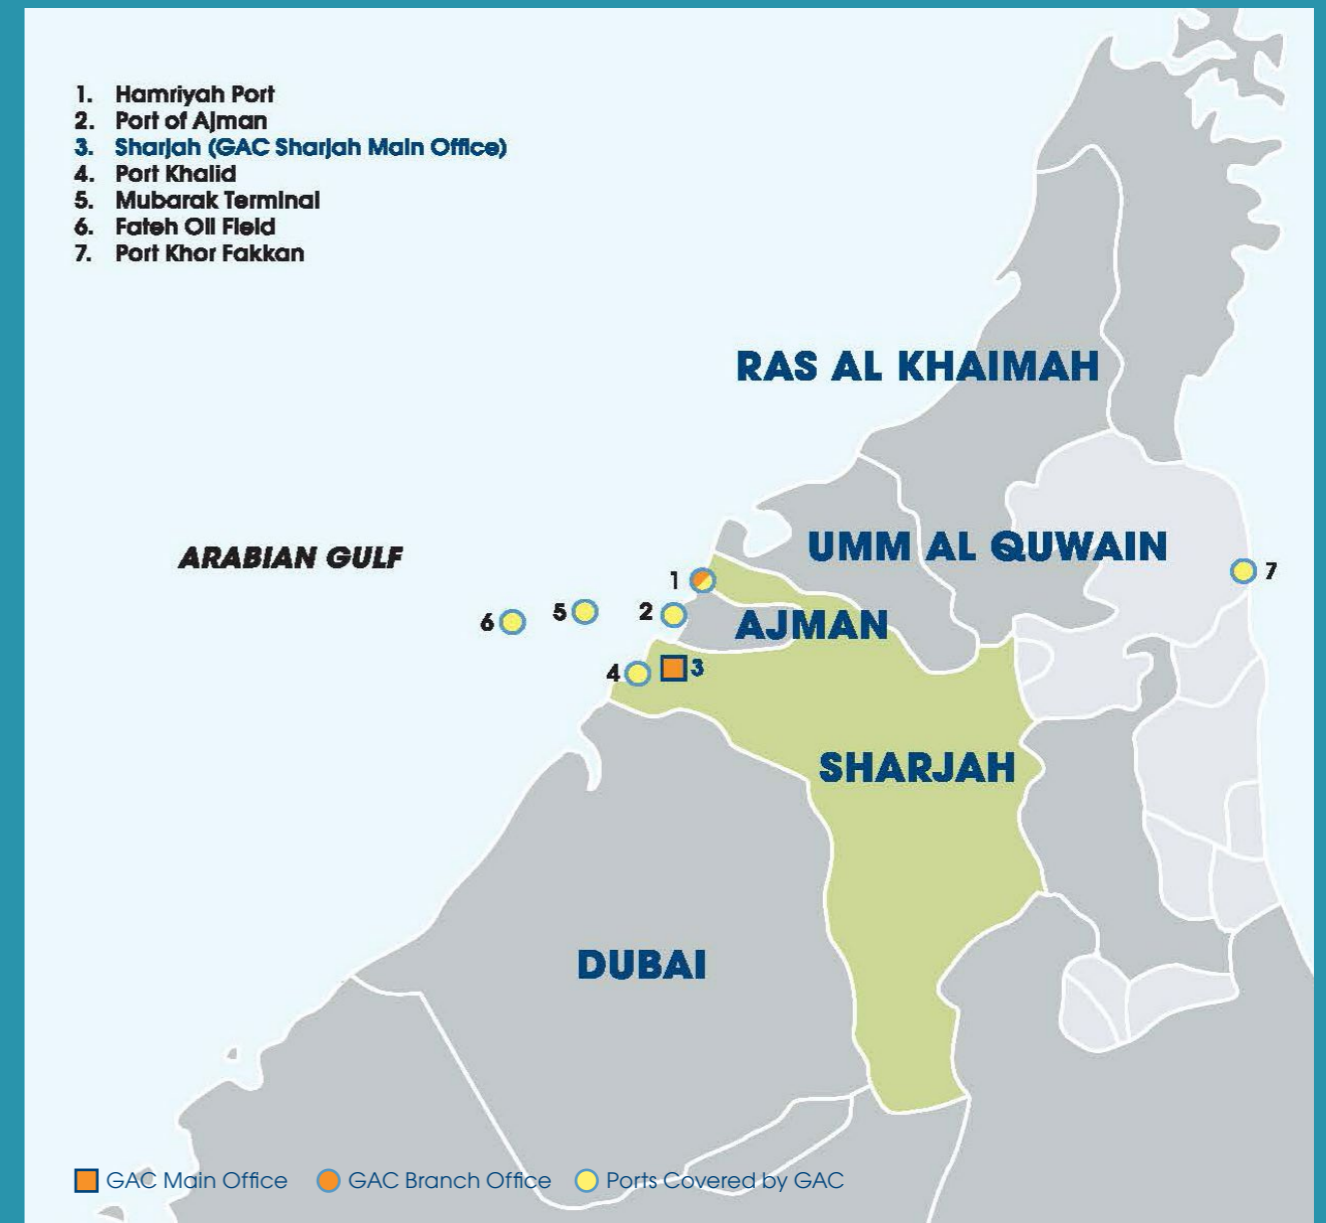 1. Hamriyah Port
2. Port of Ajman
3. Sharjah (GAC Sharjah Main Office)
4. Port Khalid
5. Mubarak Terminal
6. Fateh Oil Field
7. Port Khor Fakkan
RAS AL KHAIMAH
ARABIAN GULF
UMM AL QUWAIN
1
7
6
5
2
AJMAN
4
3
SHARJAH
DUBAI
GAC Main Office
GAC Branch Office
Ports Covered by GAC